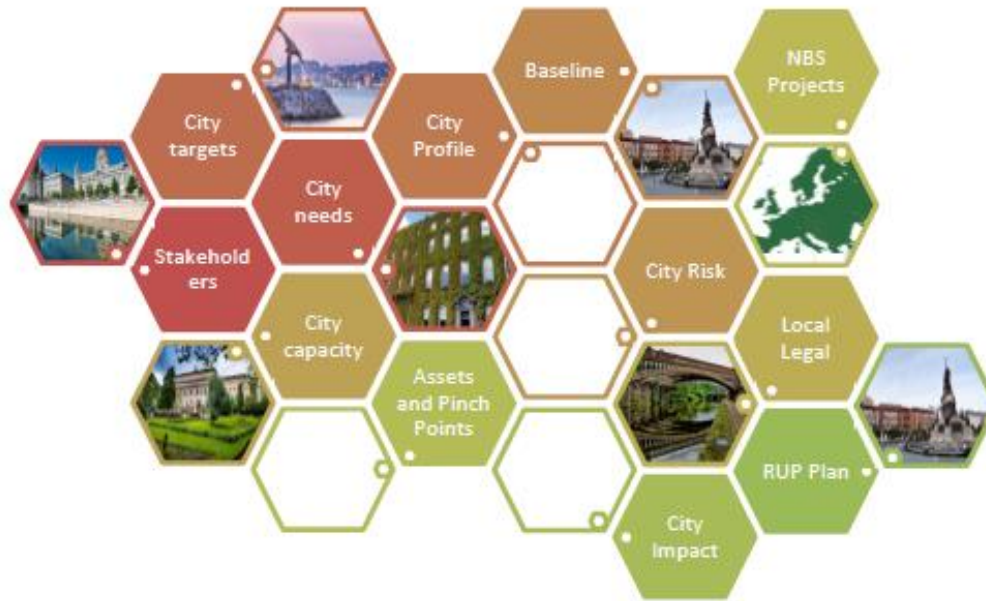 Baseline
NBS
Projects
City
targets
City
Profile
City
needs
Stakehold
ers
City Risk
City
capacity
Local
Legal
Assets
and Pinch
Points
RUP Plan
City
Impact